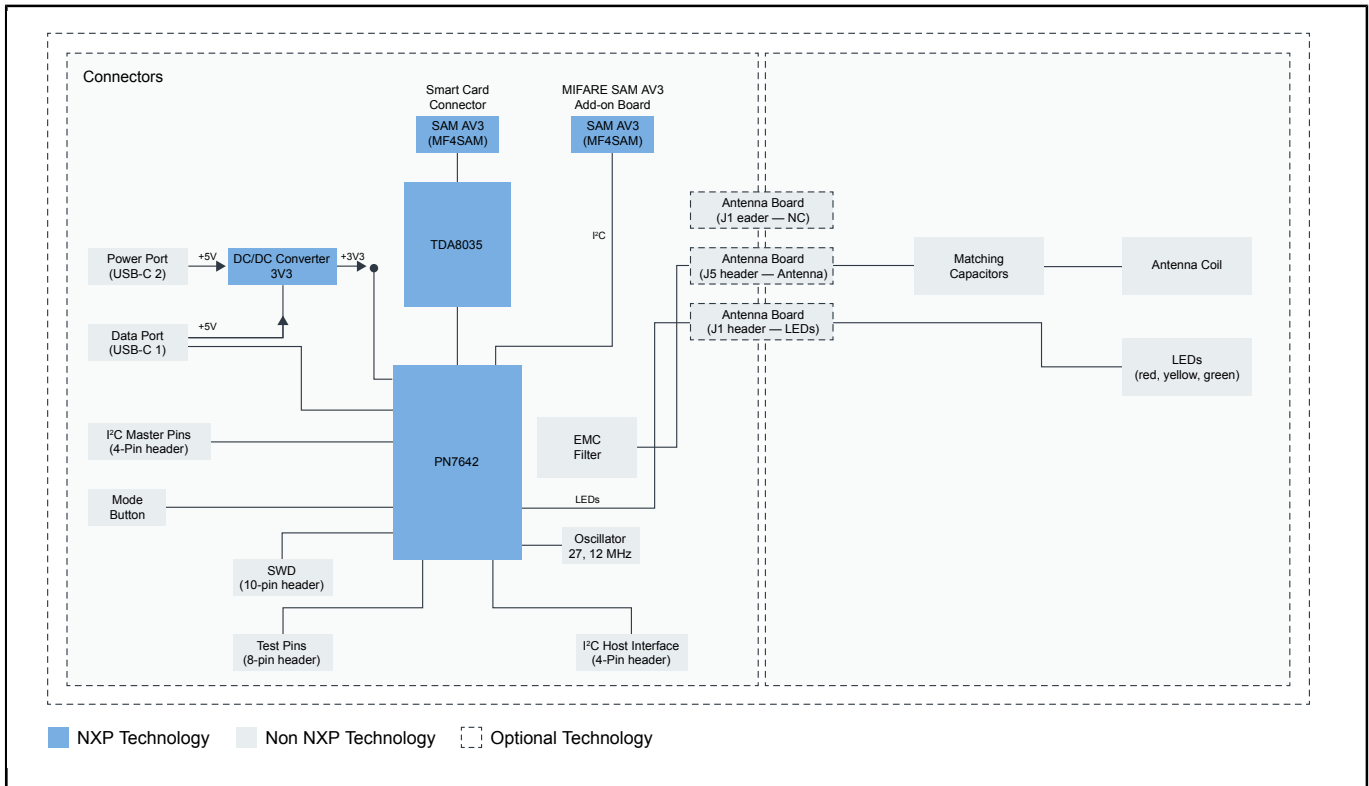 Connectors
Smart Card
Connector
MIFARE SAM AV3
Add-on Board
SAM AV3
(MF4SAM)
SAM AV3
(MF4SAM)
TDA8035
I²C
Antenna Board
(J1 eader — NC)
Power Port
(USB-C 2)
+5V
DC/DC Converter
3V3
+3V3
Antenna Board
(J5 header — Antenna)
Matching
Capacitors
Antenna Coil
Data Port
(USB-C 1)
+5V
Antenna Board
(J1 header — LEDs)
LEDs
(red, yellow, green)
I²C Master Pins
(4-Pin header)
PN7642
EMC
Filter
Mode
Button
LEDs
Oscillator
27, 12 MHz
SWD
(10-pin header)
Test Pins
(8-pin header)
I²C Host Interface
(4-Pin header)
NXP Technology
Non NXP Technology
Optional Technology